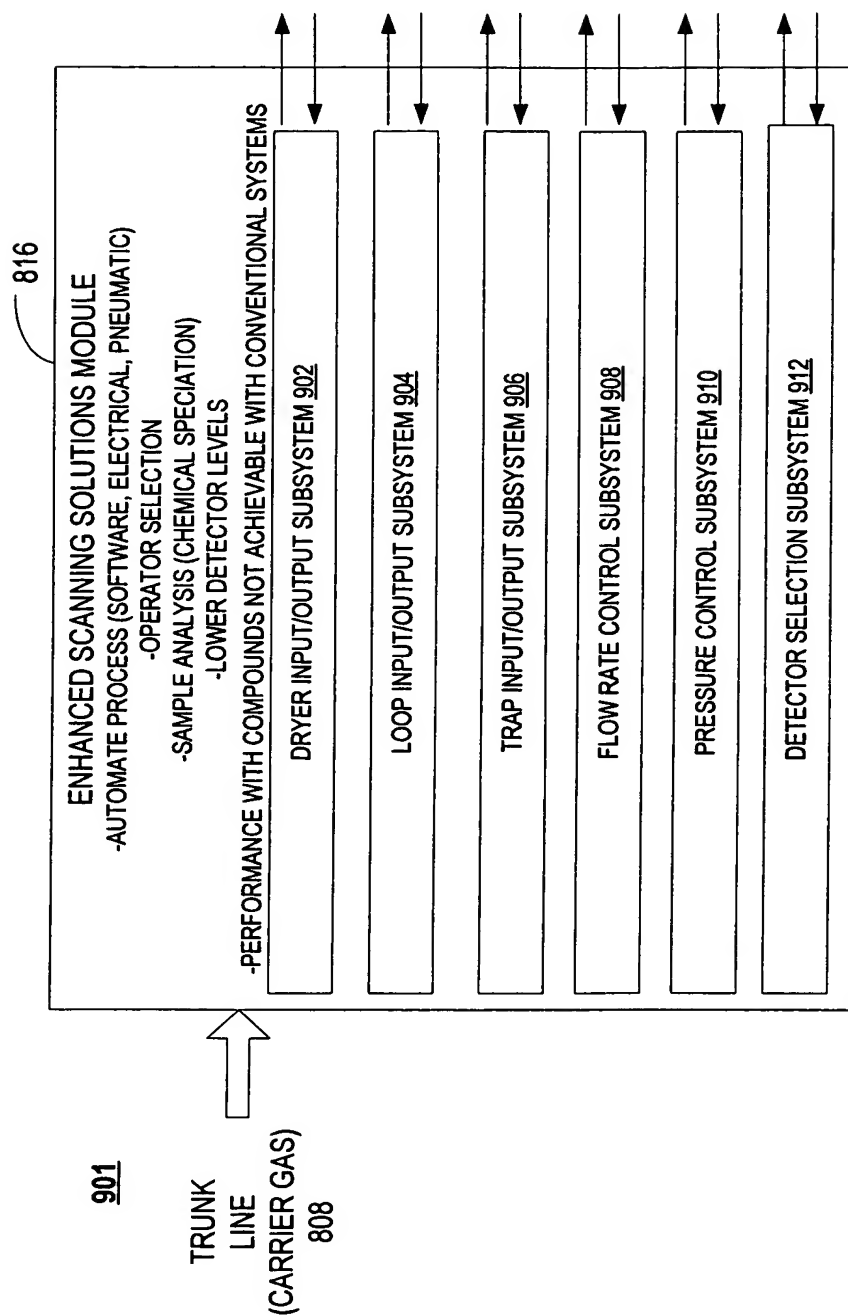 901
TRUNK
LINE
(CARRIER GAS)
808
816
ENHANCED SCANNING SOLUTIONS MODULE
-AUTOMATE PROCESS (SOFTWARE, ELECTRICAL, PNEUMATIC)
-OPERATOR SELECTION
-SAMPLE ANALYSIS (CHEMICAL SPECIATION)
-LOWER DETECTOR LEVELS
-PERFORMANCE WITH COMPOUNDS NOT ACHIEVABLE WITH CONVENTIONAL SYSTEMS
DRYER INPUT/OUTPUT SUBSYSTEM 902
LOOP INPUT/OUTPUT SUBSYSTEM 904
TRAP INPUT/OUTPUT SUBSYSTEM 906
FLOW RATE CONTROL SUBSYSTEM 908
PRESSURE CONTROL SUBSYSTEM 910
DETECTOR SELECTION SUBSYSTEM 912